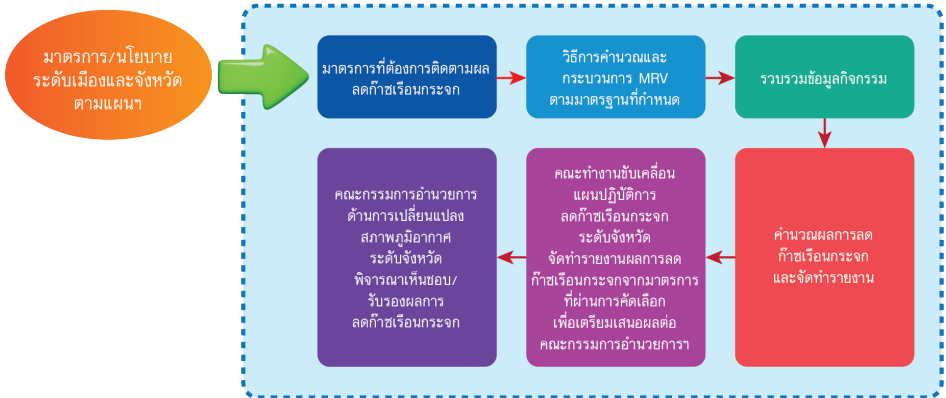 มาตรการ/นโยบาย
ระดับเมืองและจังหวัด
ตามแผนฯ
มาตรการที่ต้องการติดตามผล
ลดก๊าซเรือนกระจก
วิธีการคำนวณและ
กระบวนการ MRV
ตามมาตรฐานที่กำหนด
รวบรวมข้อมูลกิจกรรม
คำนวณผลการลด
ก๊าซเรือนกระจก
และจัดทำรายงาน
คณะทำงานขับเคลื่อน
แผนปฏิบัติการ
ลดก๊าซเรือนกระจก
ระดับจังหวัด
จัดทำรายงานผลการลด
ก๊าซเรือนกระจกจากมาตรการ
ที่ผ่านการคัดเลือก
เพื่อเตรียมเสนอผลต่อ
คณะกรรมการอำนวยการฯ
คณะกรรมการอำนวยการ
ด้านการเปลี่ยนแปลง
สภาพภูมิอากาศ
ระดับจังหวัด
พิจารณาเห็นชอบ/
รับรองผลการ
ลดก๊าซเรือนกระจก